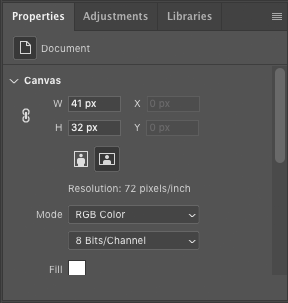 Properties Adjustments Libraries
Document
Canvas
W 41 px X 0 px
H 32 px Y 0 px
Resolution: 72 pixels/inch
Mode RGB Color
8 Bits/Channel
Fill